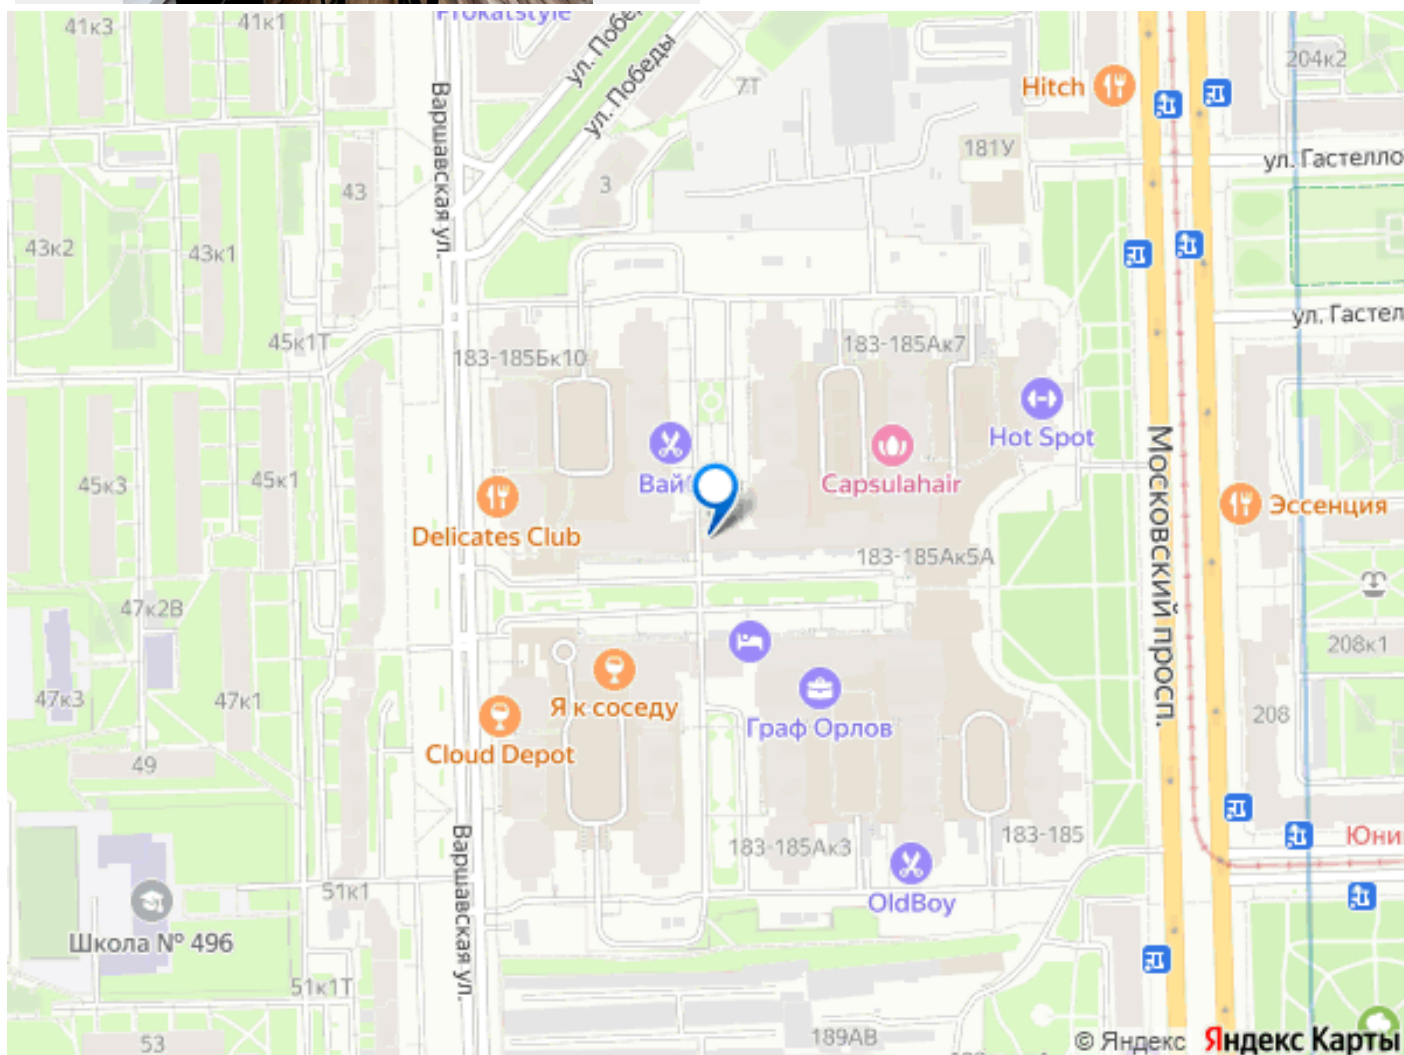 Prokatstyle
41к3
41к1
ул. Победы
ул. Победы
7Т
204к2
Hitch
Варшавская ул.
181У
ул. Гастелло
43
3
43к2
43к1
ул. Гастел
45к1Т
183-185Бк10
183-185Ак7
Hot Spot
Московский просп.
45к3
45к1
Capsulahair
Эссенция
Delicates Club
183-185Ак5А
47к2В
208к1
47к3
47к1
Я к соседу
208
Граф Орлов
Cloud Depot
49
183-185Ак3
183-185
Варшавская ул.
51к1
OldBoy
Школа № 496
51к1Т
53
189АВ
© Яндекс Яндекс Карты